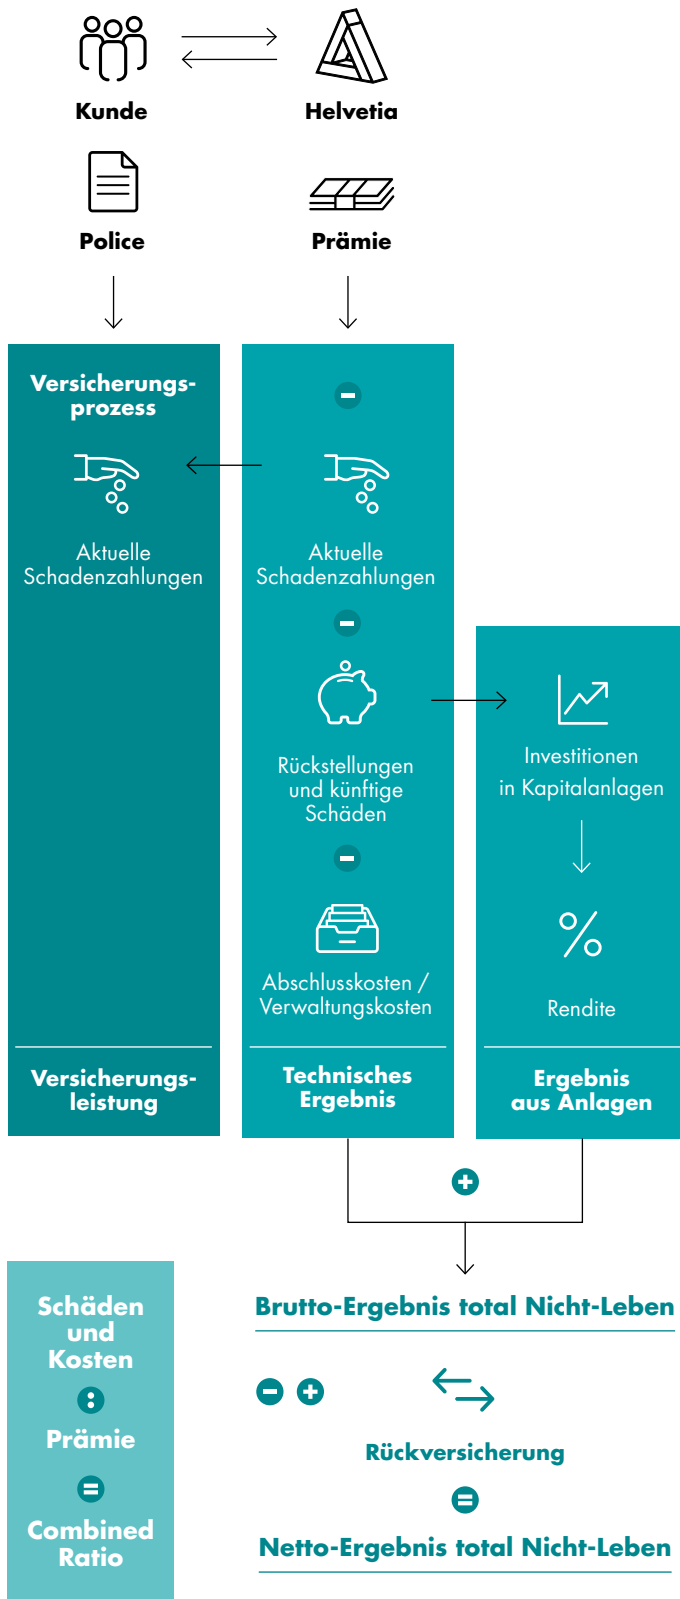 Kunde
Helvetia
Police
Prämie
Versicherungs-
prozess
Aktuelle
Schadenzahlungen
Versicherungs-
leistung
Aktuelle
Schadenzahlungen
Rückstellungen
und künftige
Schäden
Abschlusskosten /
Verwaltungskosten
Technisches
Ergebnis
Investitionen
in Kapitalanlagen
%
Rendite
Ergebnis
aus Anlagen
Schäden
und
Kosten
:
Prämie
=
Combined
Ratio
Brutto-Ergebnis total Nicht-Leben
Rückversicherung
=
Netto-Ergebnis total Nicht-Leben